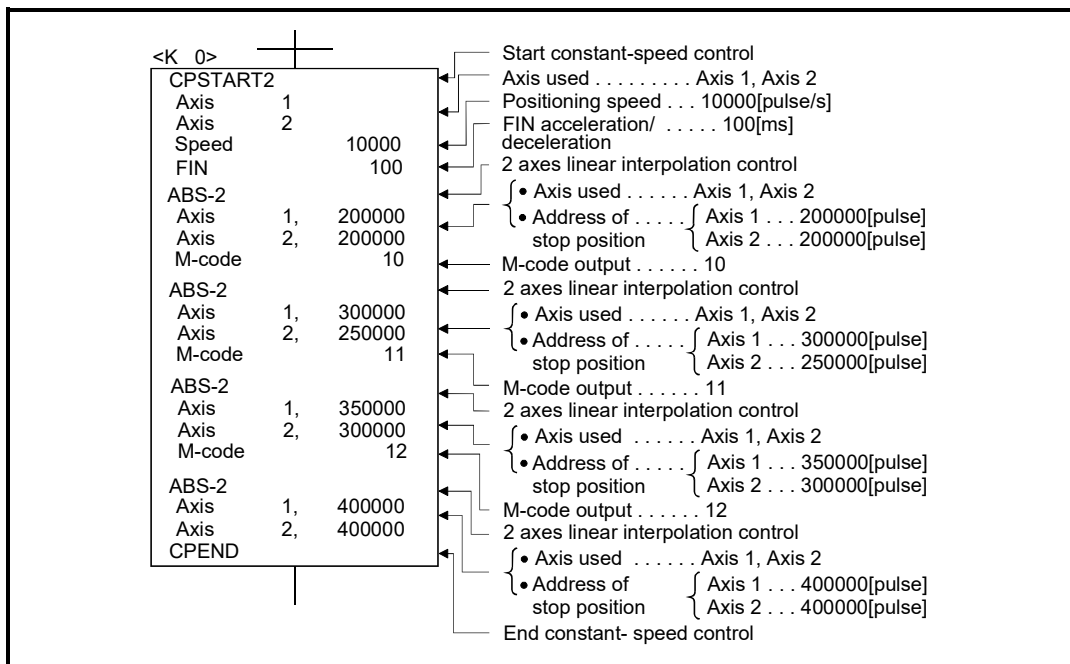 <K 0>
CPSTART2
Axis 1
Axis 2
Speed 10000
FIN 100
ABS-2
Axis 1, 200000
Axis 2, 200000
M-code 10
ABS-2
Axis 1, 300000
Axis 2, 250000
M-code 11
ABS-2
Axis 1, 350000
Axis 2, 300000
M-code 12
ABS-2
Axis 1, 400000
Axis 2, 400000
CPEND
Start constant-speed control
Axis used . . . . . . . . . Axis 1, Axis 2
Positioning speed . . . 10000[pulse/s]
FIN acceleration/ . . . . . 100[ms]
deceleration
2 axes linear interpolation control
• Axis used . . . . . . Axis 1, Axis 2
• Address of . . . . . Axis 1 . . . 200000[pulse]
stop position Axis 2 . . . 200000[pulse]
M-code output . . . . . . 10
2 axes linear interpolation control
• Axis used . . . . . . Axis 1, Axis 2
• Address of . . . . . Axis 1 . . . 300000[pulse]
stop position Axis 2 . . . 250000[pulse]
M-code output . . . . . . 11
2 axes linear interpolation control
• Axis used . . . . . . Axis 1, Axis 2
• Address of . . . . . Axis 1 . . . 350000[pulse]
stop position Axis 2 . . . 300000[pulse]
M-code output . . . . . . 12
2 axes linear interpolation control
• Axis used . . . . . . Axis 1, Axis 2
• Address of Axis 1 . . . 400000[pulse]
stop position Axis 2 . . . 400000[pulse]
End constant- speed control